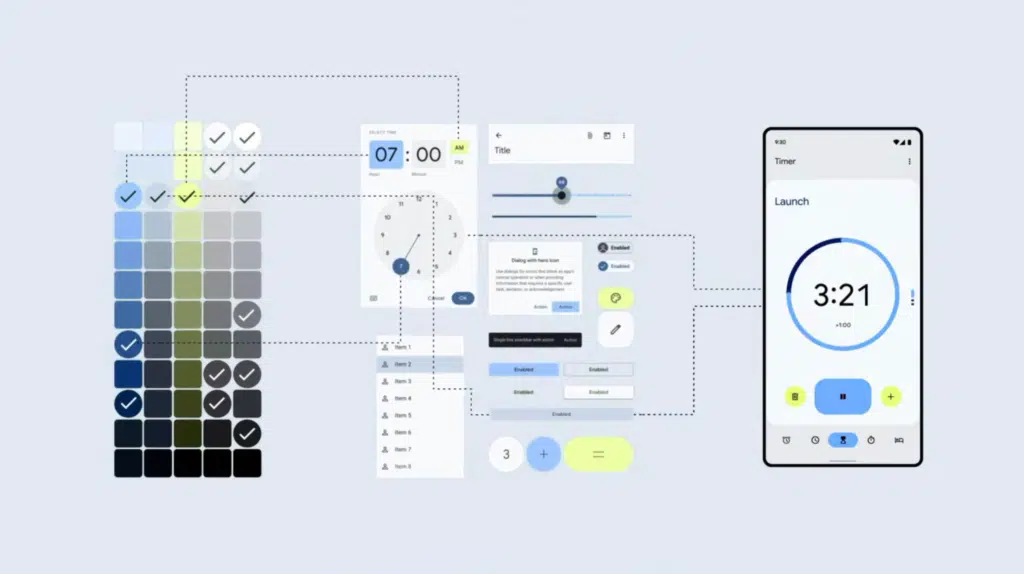 SELECT TIME
07 : 00
AM
PM
Hour
Minute
12
11
1
10
2
9
3
8
4
7
5
6
Cancel
OK
Title
Dialog with hero icon
Action
Action
Enabled
Enabled
Single line snackbar with action
Action
Item 1
Item 2
Item 3
Item 4
Item 5
Item 6
Item 7
Item 8
Enabled
Enabled
Enabled
Enabled
Enabled
3
+
=
9:30
Timer
Launch
3:21
+1:00
+